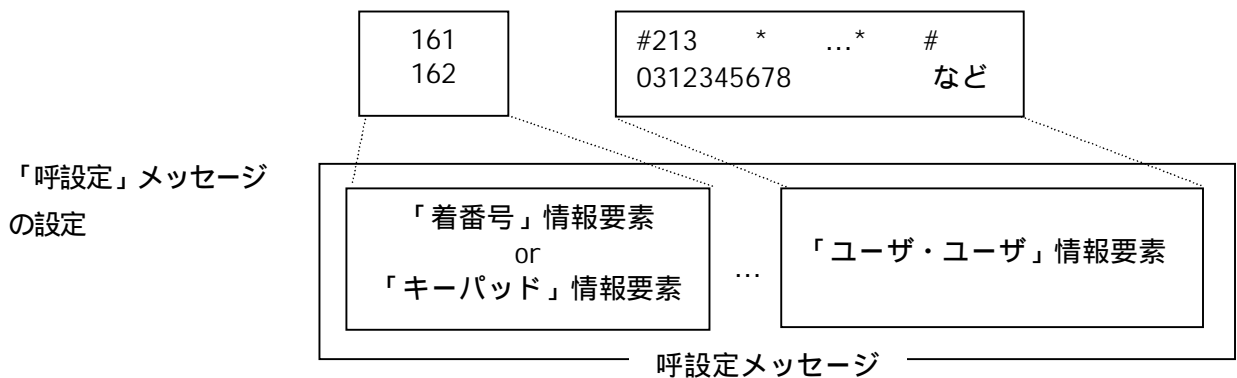 161
162
#213 * …* #
0312345678 など
「呼設定」メッセージ
の設定
「着番号」情報要素
or
「キーパッド」情報要素
…
「ユーザ・ユーザ」情報要素
呼設定メッセージ